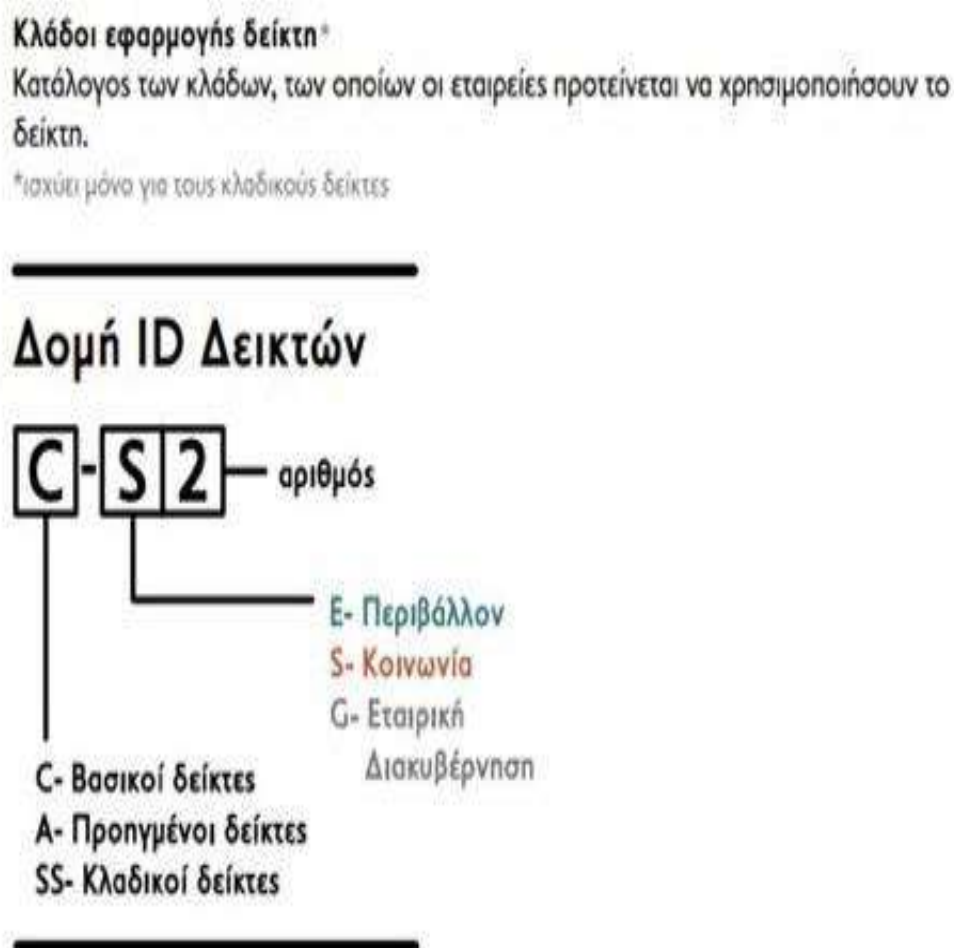 Κλάδοι εφαρμογής δείκτη*
Κατάλογος των κλάδων, των οποίων οι εταιρείες προτείνεται να χρησιμοποιήσουν το
δείκτη.
*ισχύει μόνο για τους κλαδικούς δείκτες
Δομή ID Δεικτών
C-S2 αριθμός
E- Περιβάλλον
S- Κοινωνία
G- Εταιρική
Διακυβέρνηση
C- Βασικοί δείκτες
A- Προηγμένοι δείκτες
SS- Κλαδικοί δείκτες